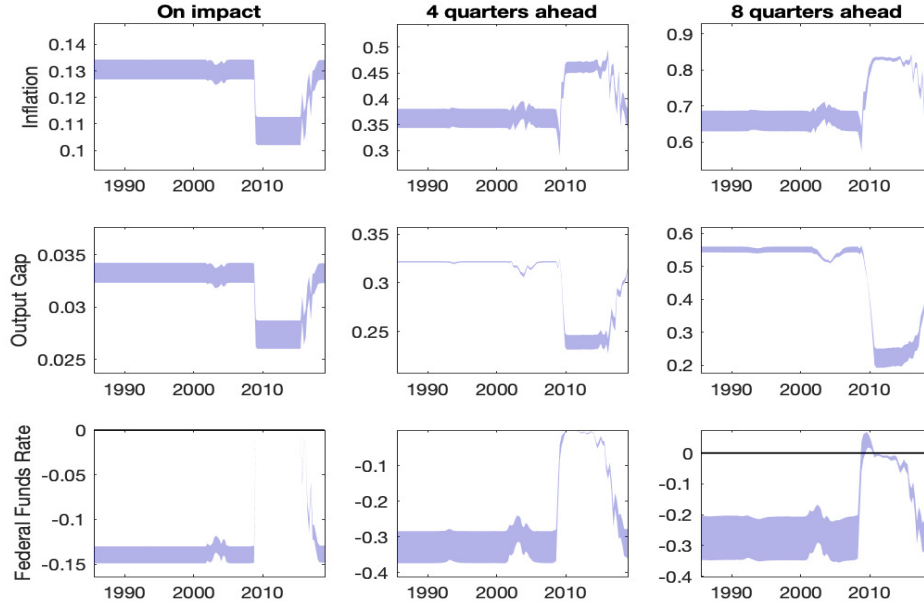 On impact 4 quarters ahead 8 quarters ahead
Inflation
0.14 0.5 0.9
0.13 0.45 0.8
0.12 0.4 0.7
0.11 0.35 0.6
0.1 0.3
1990 2000 2010 1990 2000 2010 1990 2000 2010
Output Gap
0.035 0.35 0.6
0.5
0.03 0.3 0.4
0.25 0.3
0.025 0.2
1990 2000 2010 1990 2000 2010 1990 2000 2010
Federal Funds Rate
0 0
-0.05 -0.1 -0.1
-0.1 -0.2 -0.2
-0.15 -0.3 -0.3
-0.4 -0.4
1990 2000 2010 1990 2000 2010 1990 2000 2010